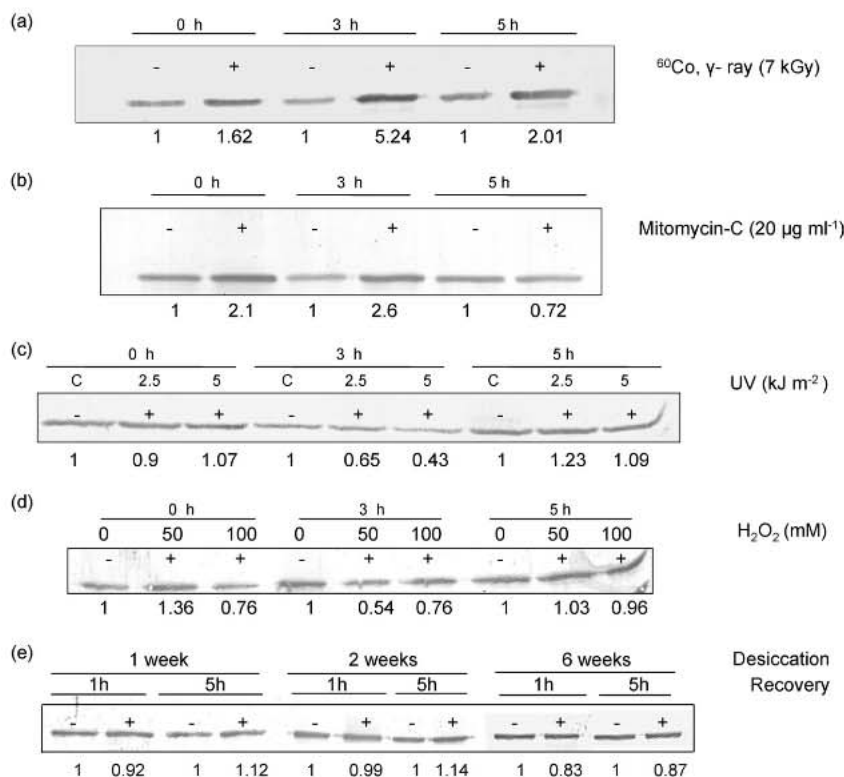 (a)
0 h 3 h 5 h
- + - + - + ⁶⁰Co, γ- ray (7 kGy)
1 1.62 1 5.24 1 2.01
(b)
0 h 3 h 5 h
- + - + - + Mitomycin-C (20 µg ml⁻¹)
1 2.1 1 2.6 1 0.72
(c)
0 h 3 h 5 h
C 2.5 5 C 2.5 5 C 2.5 5 UV (kJ m⁻²)
- + + - + + - + +
1 0.9 1.07 1 0.65 0.43 1 1.23 1.09
(d)
0 h 3 h 5 h
0 50 100 0 50 100 0 50 100 H₂O₂ (mM)
- + + - + + - + +
1 1.36 0.76 1 0.54 0.76 1 1.03 0.96
(e)
1 week 2 weeks 6 weeks Desiccation
1h 5h 1h 5h 1h 5h Recovery
- + - + - + - + - + - +
1 0.92 1 1.12 1 0.99 1 1.14 1 0.83 1 0.87